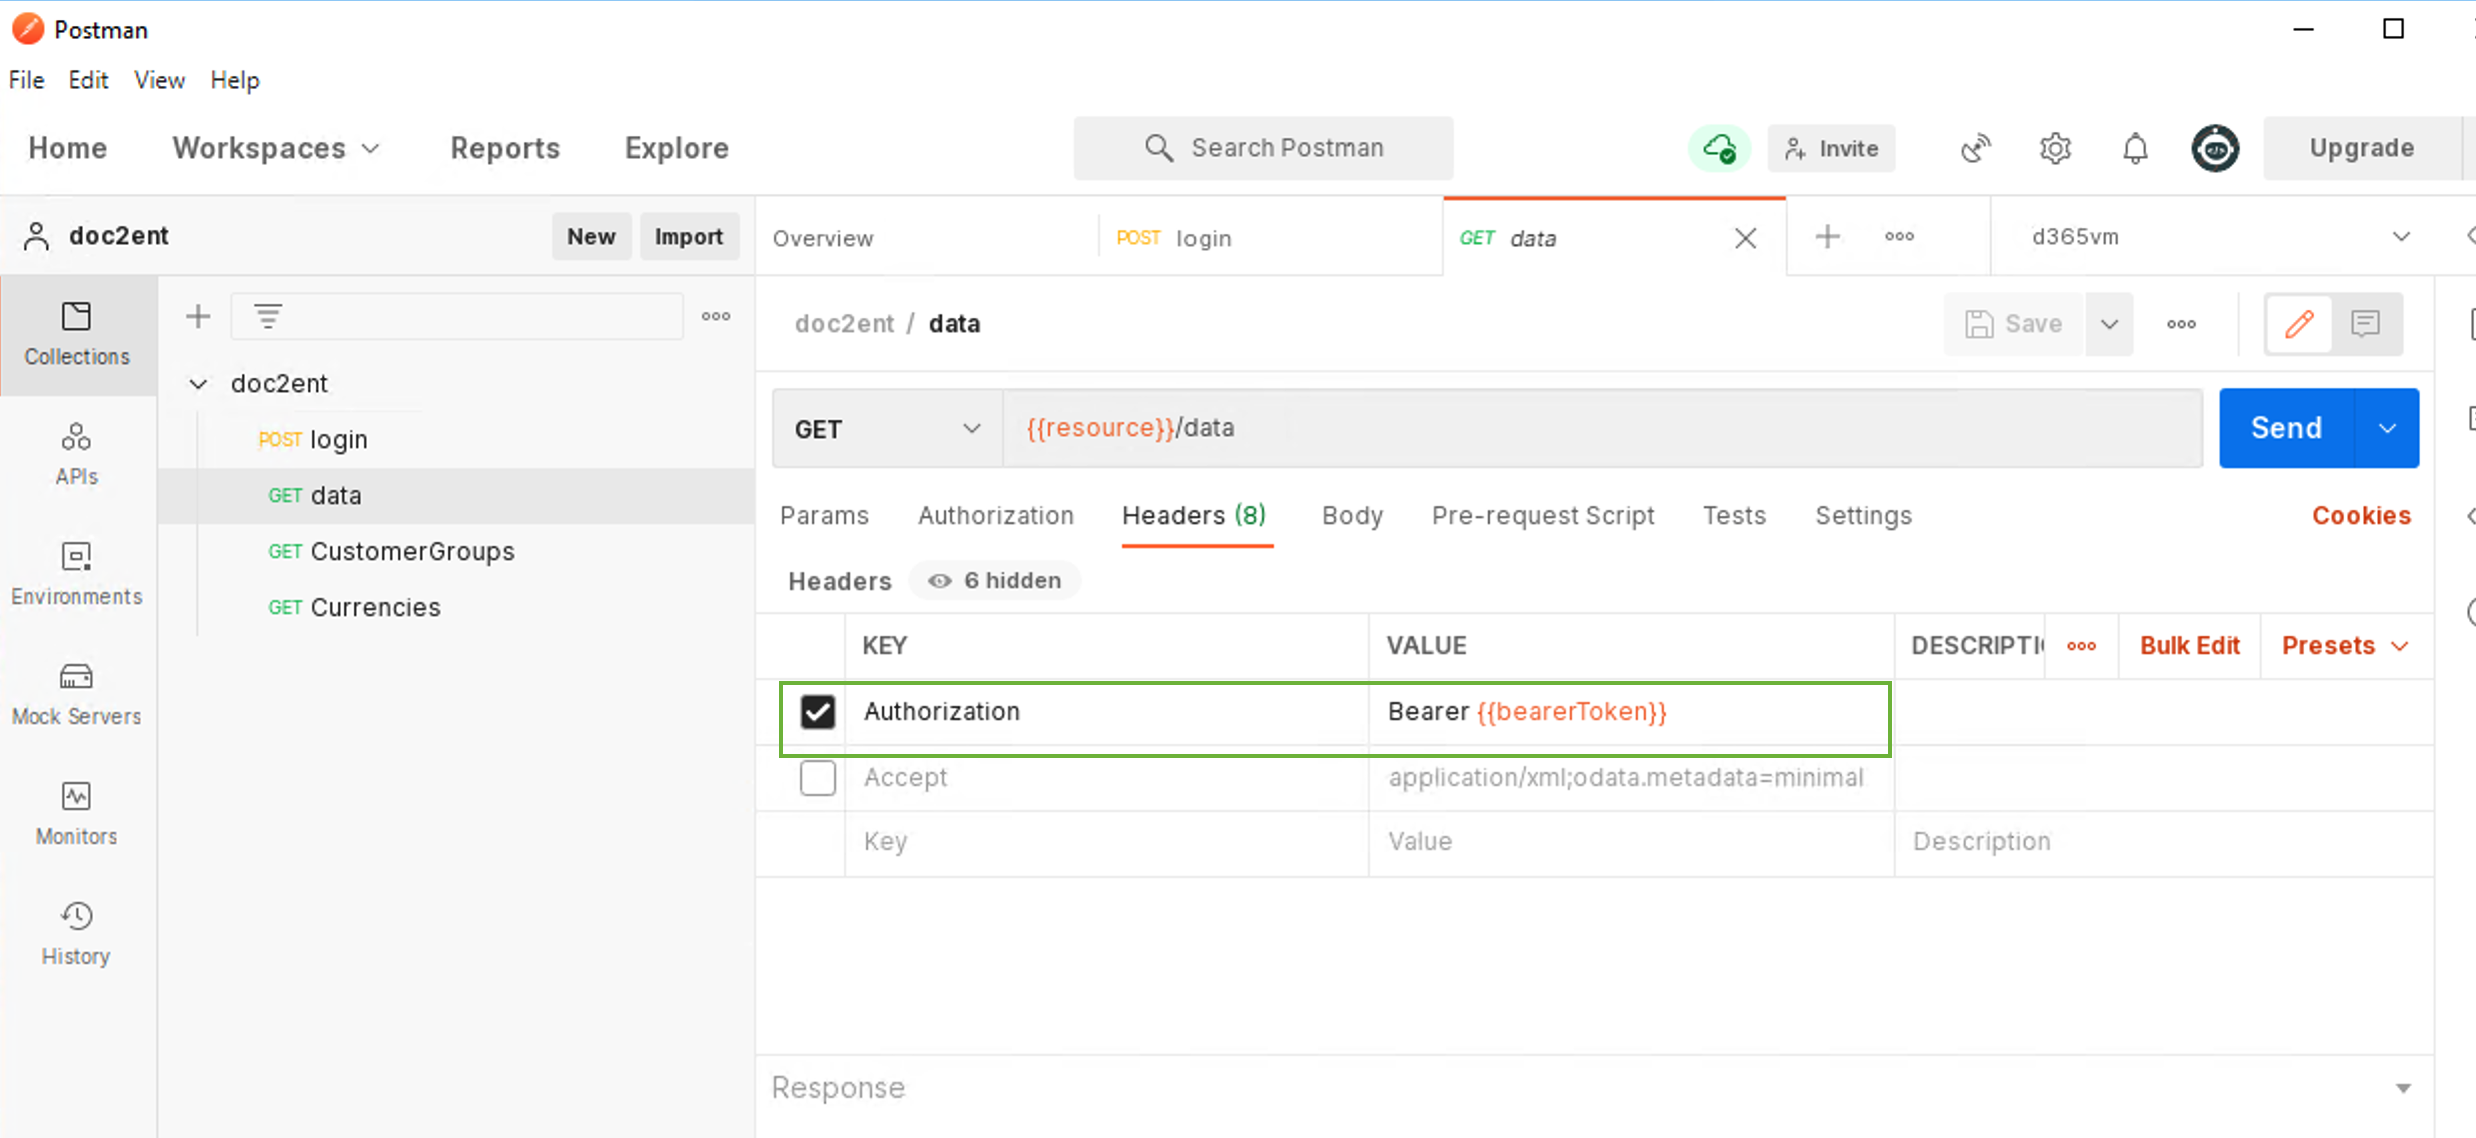 Postman
File Edit View Help
Home Workspaces Reports Explore Search Postman Invite Upgrade
doc2ent New Import Overview POST login GET data d365vm
Collections
doc2ent / data Save
doc2ent
GET {{resource}}/data Send
POST login
APIs
GET data
Params Authorization Headers (8) Body Pre-request Script Tests Settings Cookies
GET CustomerGroups
Environments
Headers 6 hidden
GET Currencies
KEY VALUE DESCRIPTI Bulk Edit Presets
Mock Servers
Authorization Bearer {{bearerToken}}
Accept application/xml;odata.metadata=minimal
Monitors
Key Value Description
History
Response